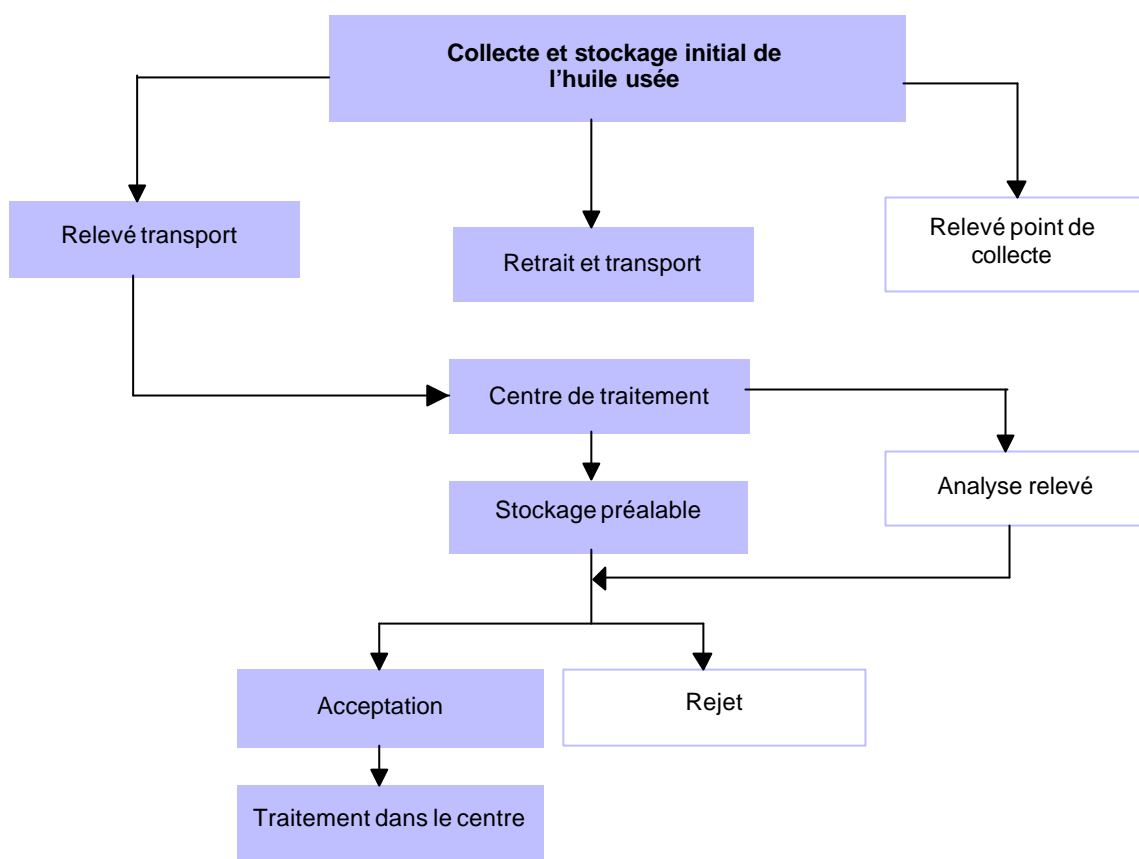 Collecte et stockage initial de
l’huile usée
Relevé transport
Retrait et transport
Relevé point de
collecte
Centre de traitement
Analyse relevé
Stockage préalable
Acceptation
Rejet
Traitement dans le centre